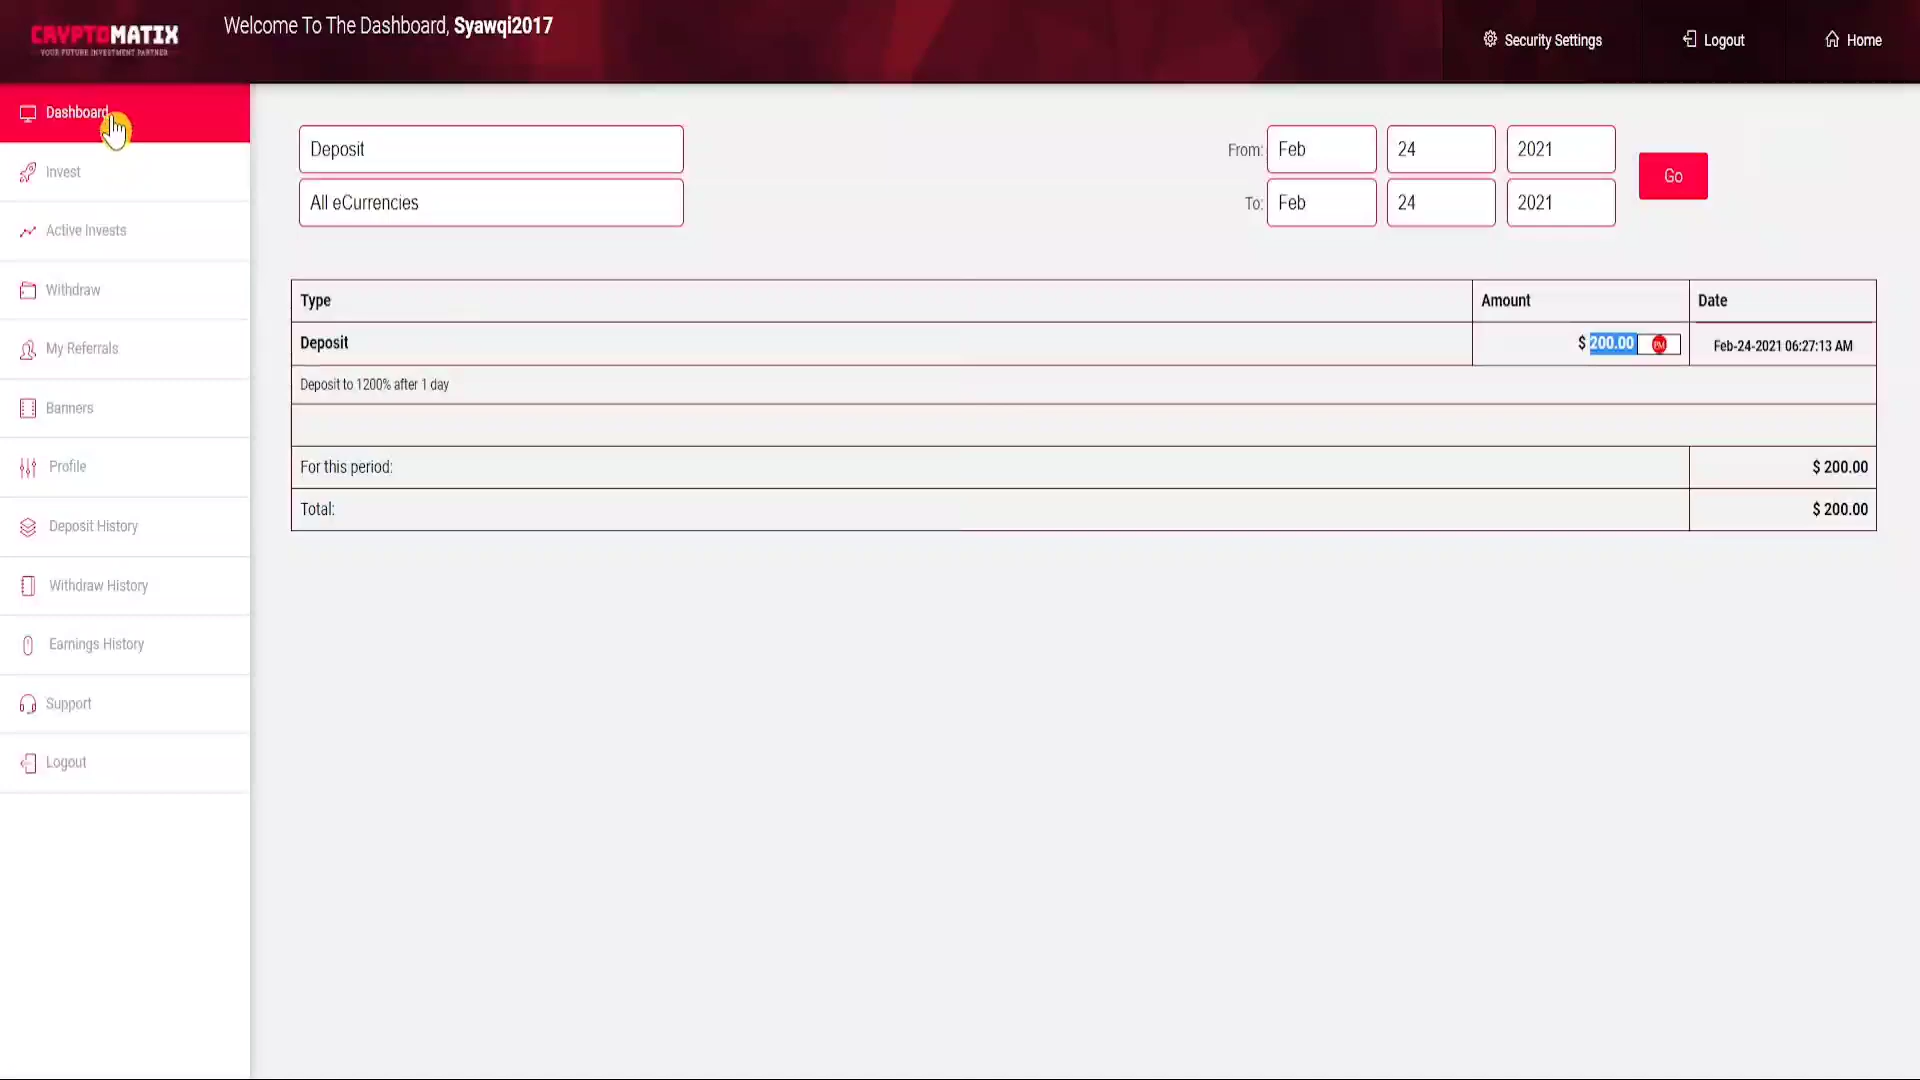 CRYPTOMATIX
YOUR FUTURE INVESTMENT PARTNER
Welcome To The Dashboard, Syawqi2017
Security Settings
Logout
Home
Dashboard
Invest
Active Invests
Withdraw
My Referrals
Banners
Profile
Deposit History
Withdraw History
Earnings History
Support
Logout
Deposit
All eCurrencies
From: Feb 24 2021
To: Feb 24 2021
Go
Type Amount Date
Deposit $ 200.00 PM Feb-24-2021 06:27:13 AM
Deposit to 1200% after 1 day
For this period: $ 200.00
Total: $ 200.00